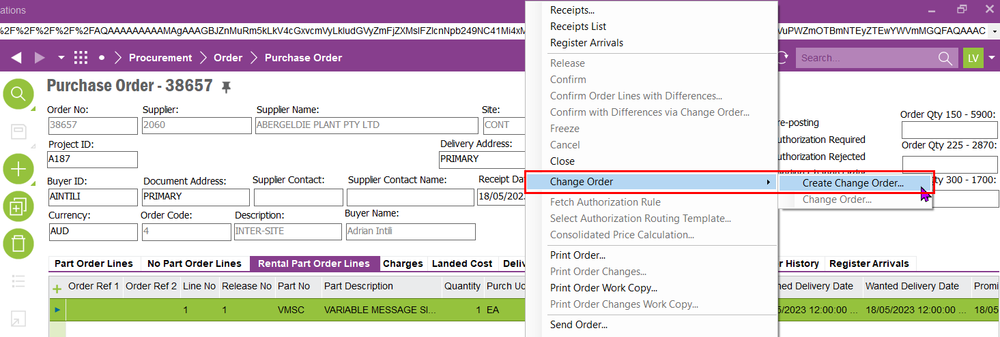 ations
Procurement Order Purchase Order
Search...
LV
Purchase Order - 38657
Order No: Supplier: Supplier Name: Site:
38657 2060 ABERGELDIE PLANT PTY LTD CONT
Project ID: Delivery Address:
A187 PRIMARY
Buyer ID: Document Address: Supplier Contact: Supplier Contact Name: Receipt Dat
AINTILI PRIMARY 18/05/2023
Currency: Order Code: Description: Buyer Name:
AUD 4 INTER-SITE Adrian Intili
Receipts...
Receipts List
Register Arrivals
Release
Confirm
Confirm Order Lines with Differences...
Confirm with Differences via Change Order...
Freeze
Cancel
Close
Change Order
Create Change Order...
Change Order...
Fetch Authorization Rule
Select Authorization Routing Template...
Consolidated Price Calculation...
Print Order...
Print Order Changes...
Print Order Work Copy...
Print Order Changes Work Copy...
Send Order...
re-posting
uthorization Required
uthorization Rejected
Order Qty 150 - 5900:
Order Qty 225 - 2870:
ty 300 - 1700:
Part Order Lines No Part Order Lines Rental Part Order Lines Charges Landed Cost Deliv r History Register Arrivals
Order Ref 1 Order Ref 2 Line No Release No Part No Part Description Quantity Purch Uo ned Delivery Date Wanted Delivery Date Promi
1 1 VMSC VARIABLE MESSAGE SI... 1 EA 5/2023 12:00:00 ... 18/05/2023 12:00:00 ... 18/05